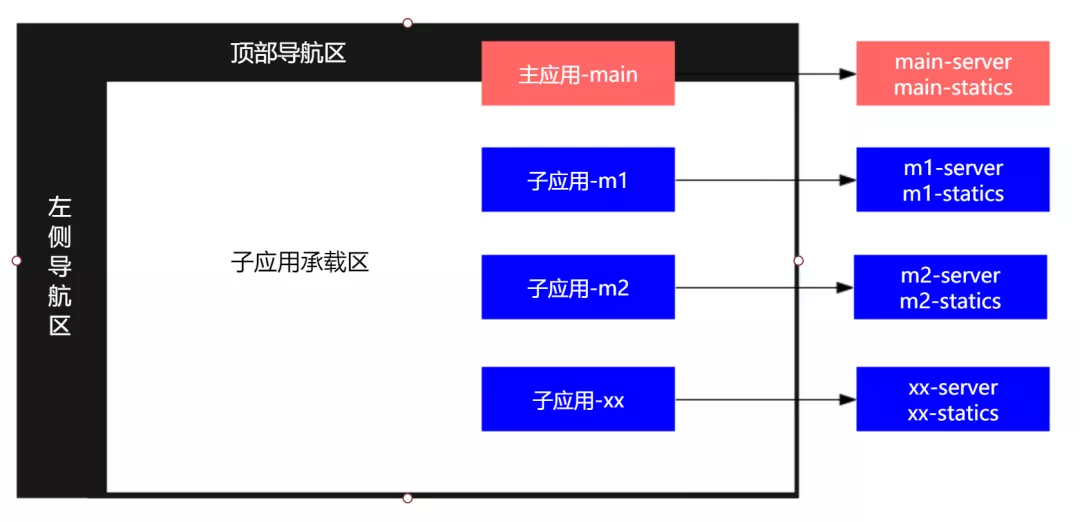 顶部导航区
主应用-main
main-server
main-statics
左侧导航区
子应用承载区
子应用-m1
m1-server
m1-statics
子应用-m2
m2-server
m2-statics
子应用-xx
xx-server
xx-statics